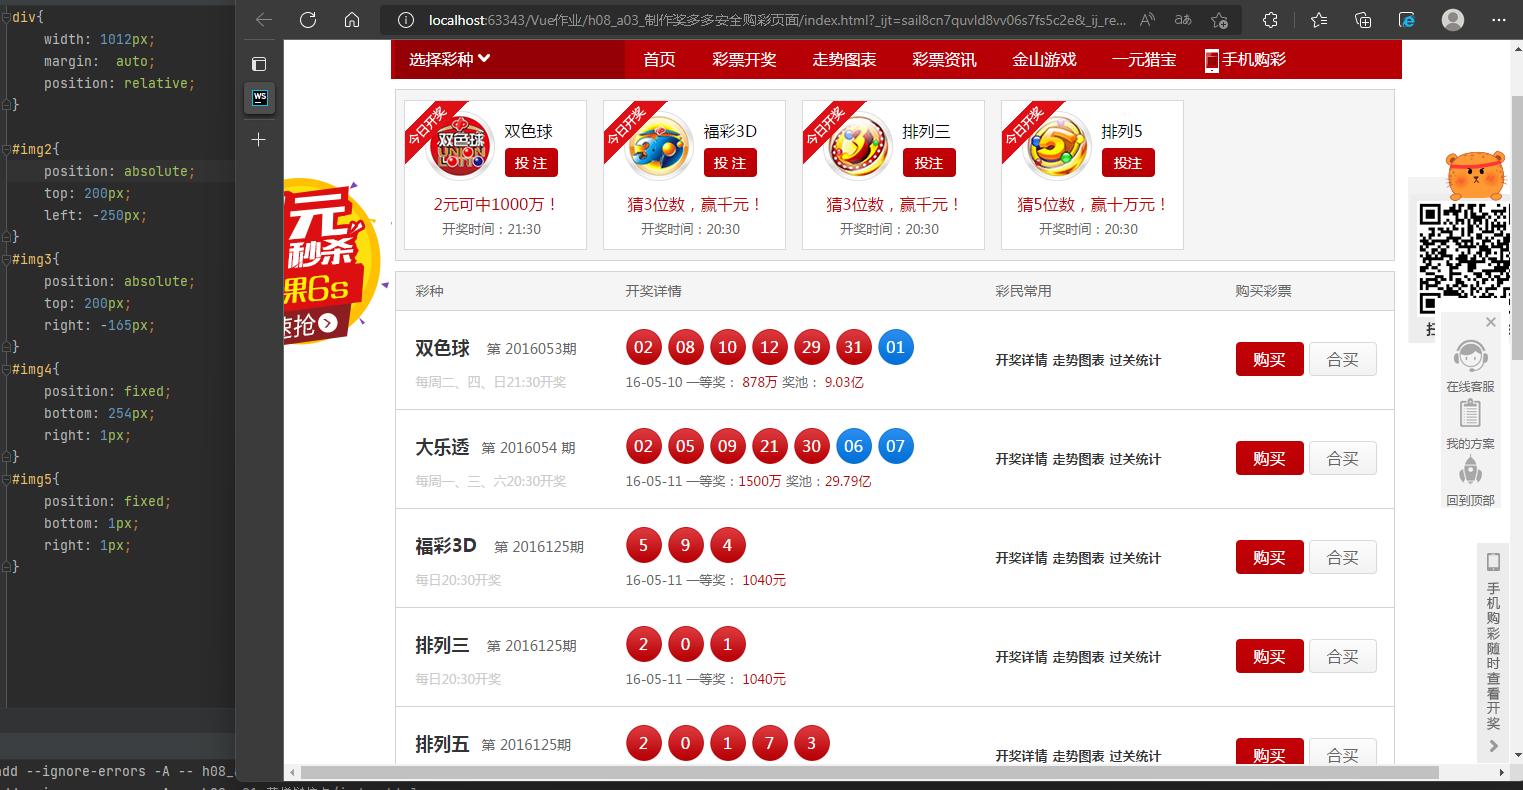 div{
width: 1012px;
margin:  auto;
position: relative;
}
#img2{
position: absolute;
top: 200px;
left: -250px;
}
#img3{
position: absolute;
top: 200px;
right: -165px;
}
#img4{
position: fixed;
bottom: 254px;
right: 1px;
}
#img5{
position: fixed;
bottom: 1px;
right: 1px;
}
add --ignore-errors -A -- h08_
localhost:63343/Vue作业/h08_a03_制作奖多多安全购彩页面/index.html?_ijt=sail8cn7quvld8vv06s7fs5c2e&_ij_re...
WS
选择彩种 首页 彩票开奖 走势图表 彩票资讯 金山游戏 一元猎宝 手机购彩
今日开奖 双色球 UNION LOTTO 双色球
投 注
2元可中1000万！
开奖时间：21:30
今日开奖 福彩3D
投 注
猜3位数，赢千元！
开奖时间：20:30
今日开奖 排列三
投注
猜3位数，赢千元！
开奖时间：20:30
今日开奖 排列5
投注
猜5位数，赢十万元！
开奖时间：20:30
元
秒杀
果6s
速抢
彩种 开奖详情 彩民常用 购买彩票
双色球 第 2016053期 02 08 10 12 29 31 01 开奖详情 走势图表 过关统计 购买 合买
每周二、四、日21:30开奖 16-05-10 一等奖： 878万 奖池： 9.03亿
大乐透 第 2016054 期 02 05 09 21 30 06 07 开奖详情 走势图表 过关统计 购买 合买
每周一、三、六20:30开奖 16-05-11 一等奖：1500万 奖池：29.79亿
福彩3D 第 2016125期 5 9 4 开奖详情 走势图表 过关统计 购买 合买
每日20:30开奖 16-05-11 一等奖： 1040元
排列三 第 2016125期 2 0 1 开奖详情 走势图表 过关统计 购买 合买
每日20:30开奖 16-05-11 一等奖： 1040元
排列五 第 2016125期 2 0 1 7 3 开奖详情 走势图表 过关统计 购买 合买
在线客服
我的方案
回到顶部
手机购彩随时查看开奖